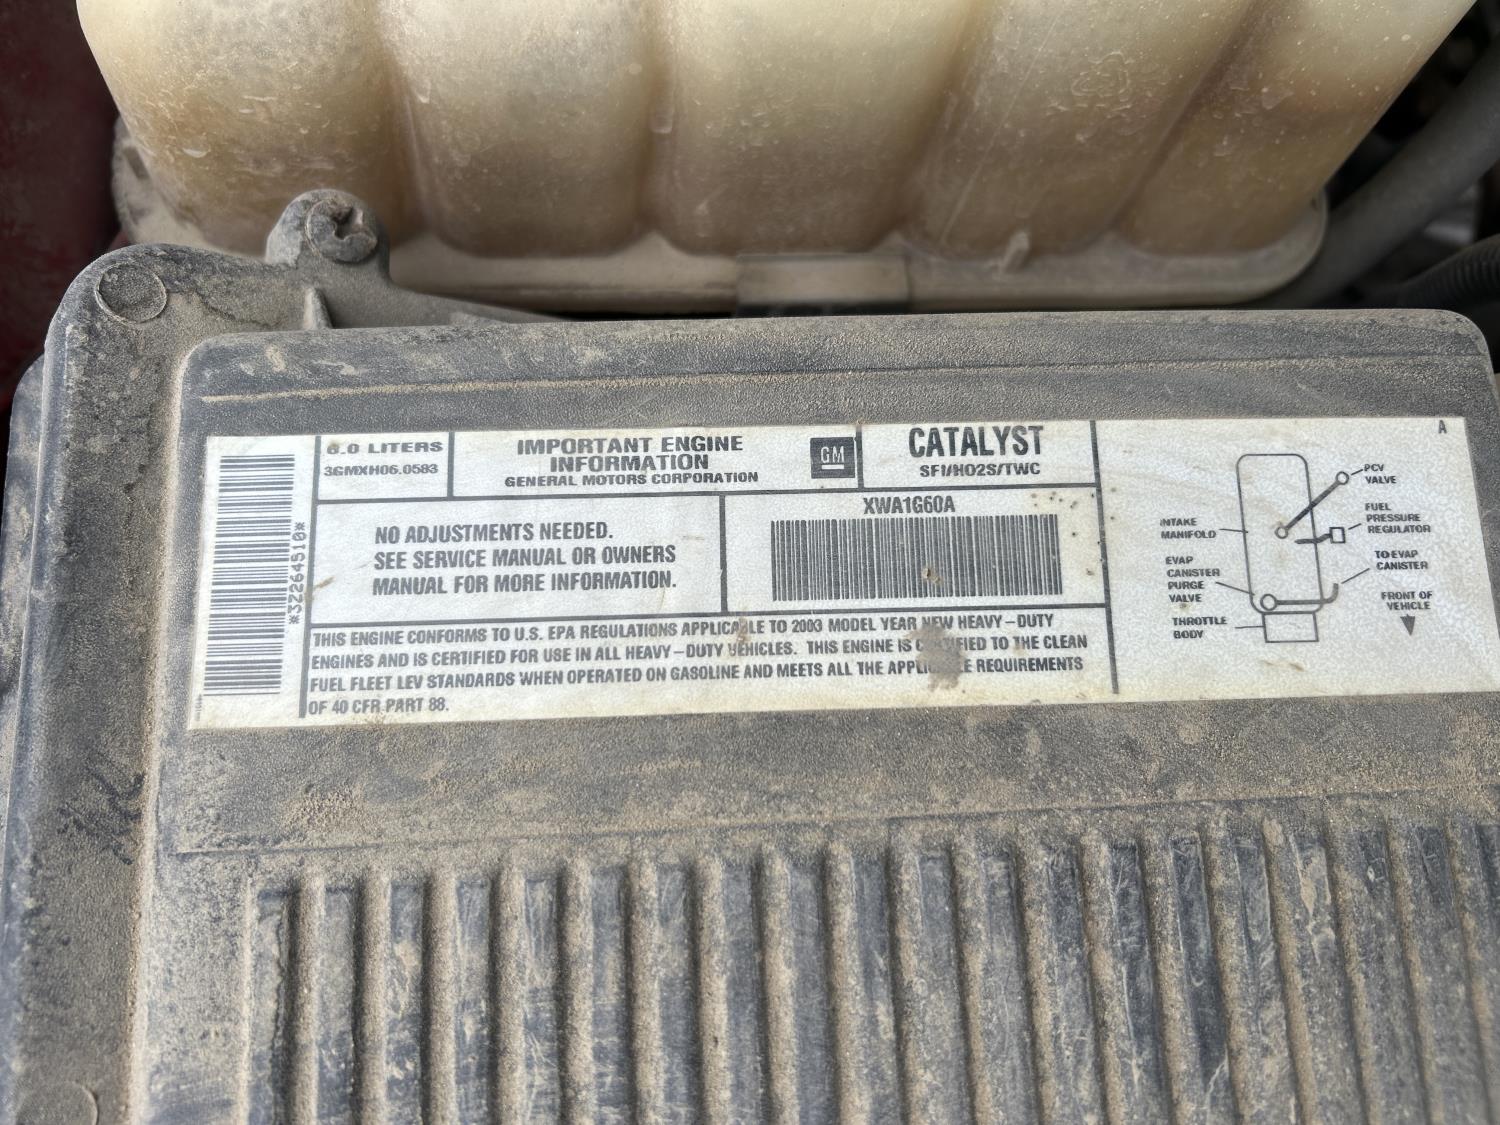 6.0 LITERS
3GMXH06.0583
IMPORTANT ENGINE
INFORMATION
GENERAL MOTORS CORPORATION
GM
CATALYST
SFI/HO2S/TWC
A
NO ADJUSTMENTS NEEDED.
SEE SERVICE MANUAL OR OWNERS
MANUAL FOR MORE INFORMATION.
XWA1G60A
*32264510*
THIS ENGINE CONFORMS TO U.S. EPA REGULATIONS APPLICABLE TO 2003 MODEL YEAR NEW HEAVY-DUTY
ENGINES AND IS CERTIFIED FOR USE IN ALL HEAVY-DUTY VEHICLES. THIS ENGINE IS CERTIFIED TO THE CLEAN
FUEL FLEET LEV STANDARDS WHEN OPERATED ON GASOLINE AND MEETS ALL THE APPLICABLE REQUIREMENTS
OF 40 CFR PART 88.
PCV
VALVE
FUEL
PRESSURE
REGULATOR
INTAKE
MANIFOLD
TO EVAP
CANISTER
EVAP
CANISTER
PURGE
VALVE
FRONT OF
VEHICLE
THROTTLE
BODY